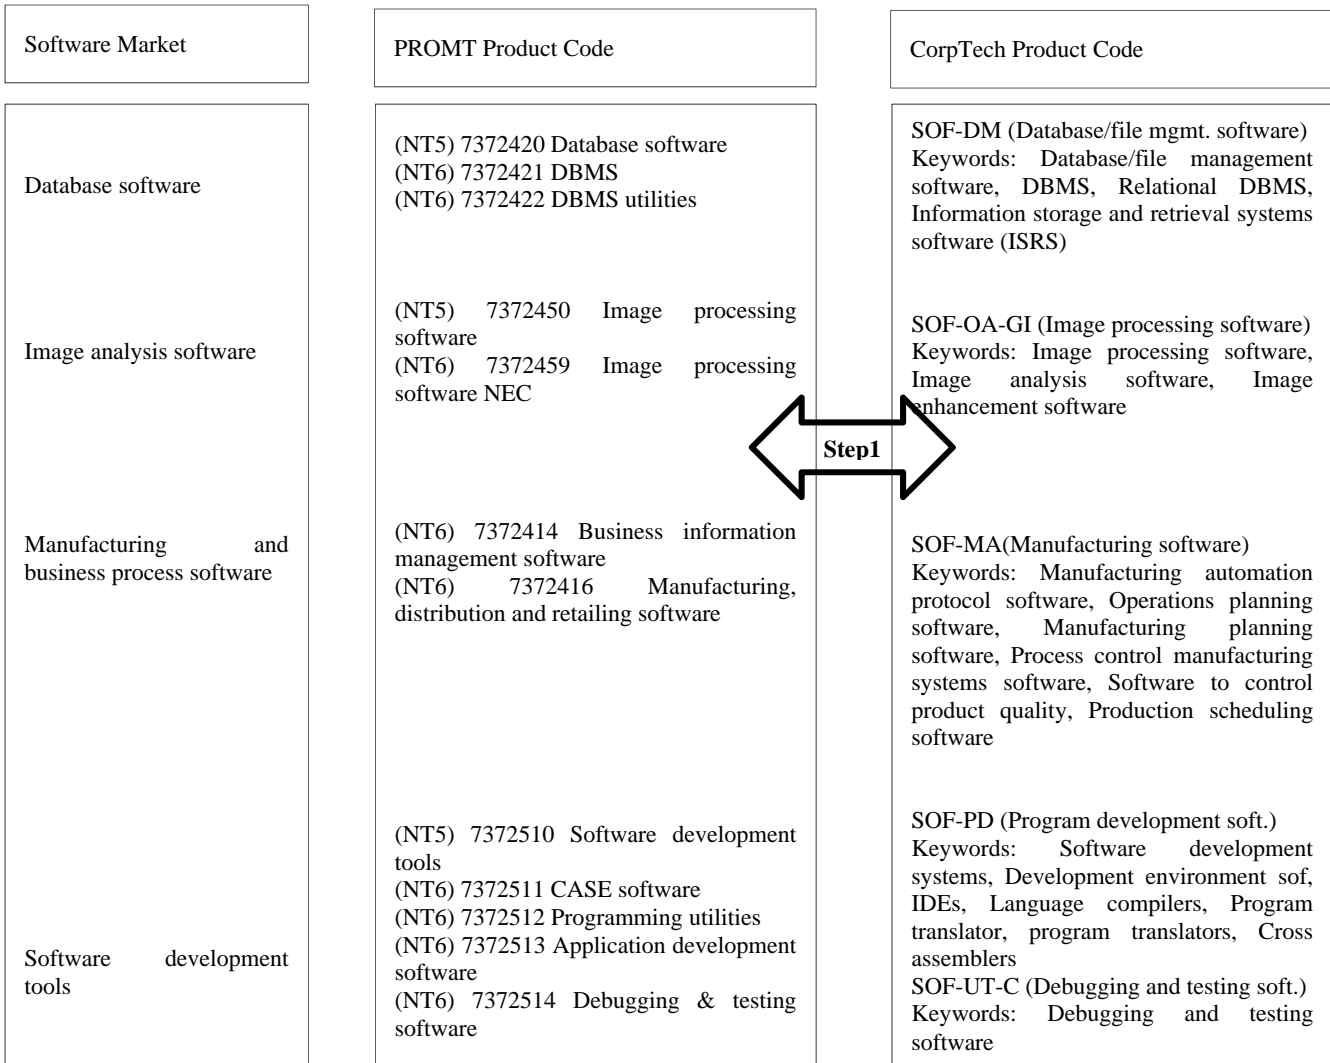 Software Market
PROMT Product Code
CorpTech Product Code
Database software
(NT5) 7372420 Database software
(NT6) 7372421 DBMS
(NT6) 7372422 DBMS utilities
SOF-DM (Database/file mgmt. software)
Keywords: Database/file management
software, DBMS, Relational DBMS,
Information storage and retrieval systems
software (ISRS)
Image analysis software
(NT5) 7372450 Image processing
software
(NT6) 7372459 Image processing
software NEC
SOF-OA-GI (Image processing software)
Keywords: Image processing software,
Image analysis software, Image
enhancement software
Step1
Manufacturing and
business process software
(NT6) 7372414 Business information
management software
(NT6) 7372416 Manufacturing,
distribution and retailing software
SOF-MA(Manufacturing software)
Keywords: Manufacturing automation
protocol software, Operations planning
software, Manufacturing planning
software, Process control manufacturing
systems software, Software to control
product quality, Production scheduling
software
Software development
tools
(NT5) 7372510 Software development
tools
(NT6) 7372511 CASE software
(NT6) 7372512 Programming utilities
(NT6) 7372513 Application development
software
(NT6) 7372514 Debugging & testing
software
SOF-PD (Program development soft.)
Keywords: Software development
systems, Development environment sof,
IDEs, Language compilers, Program
translator, program translators, Cross
assemblers
SOF-UT-C (Debugging and testing soft.)
Keywords: Debugging and testing
software